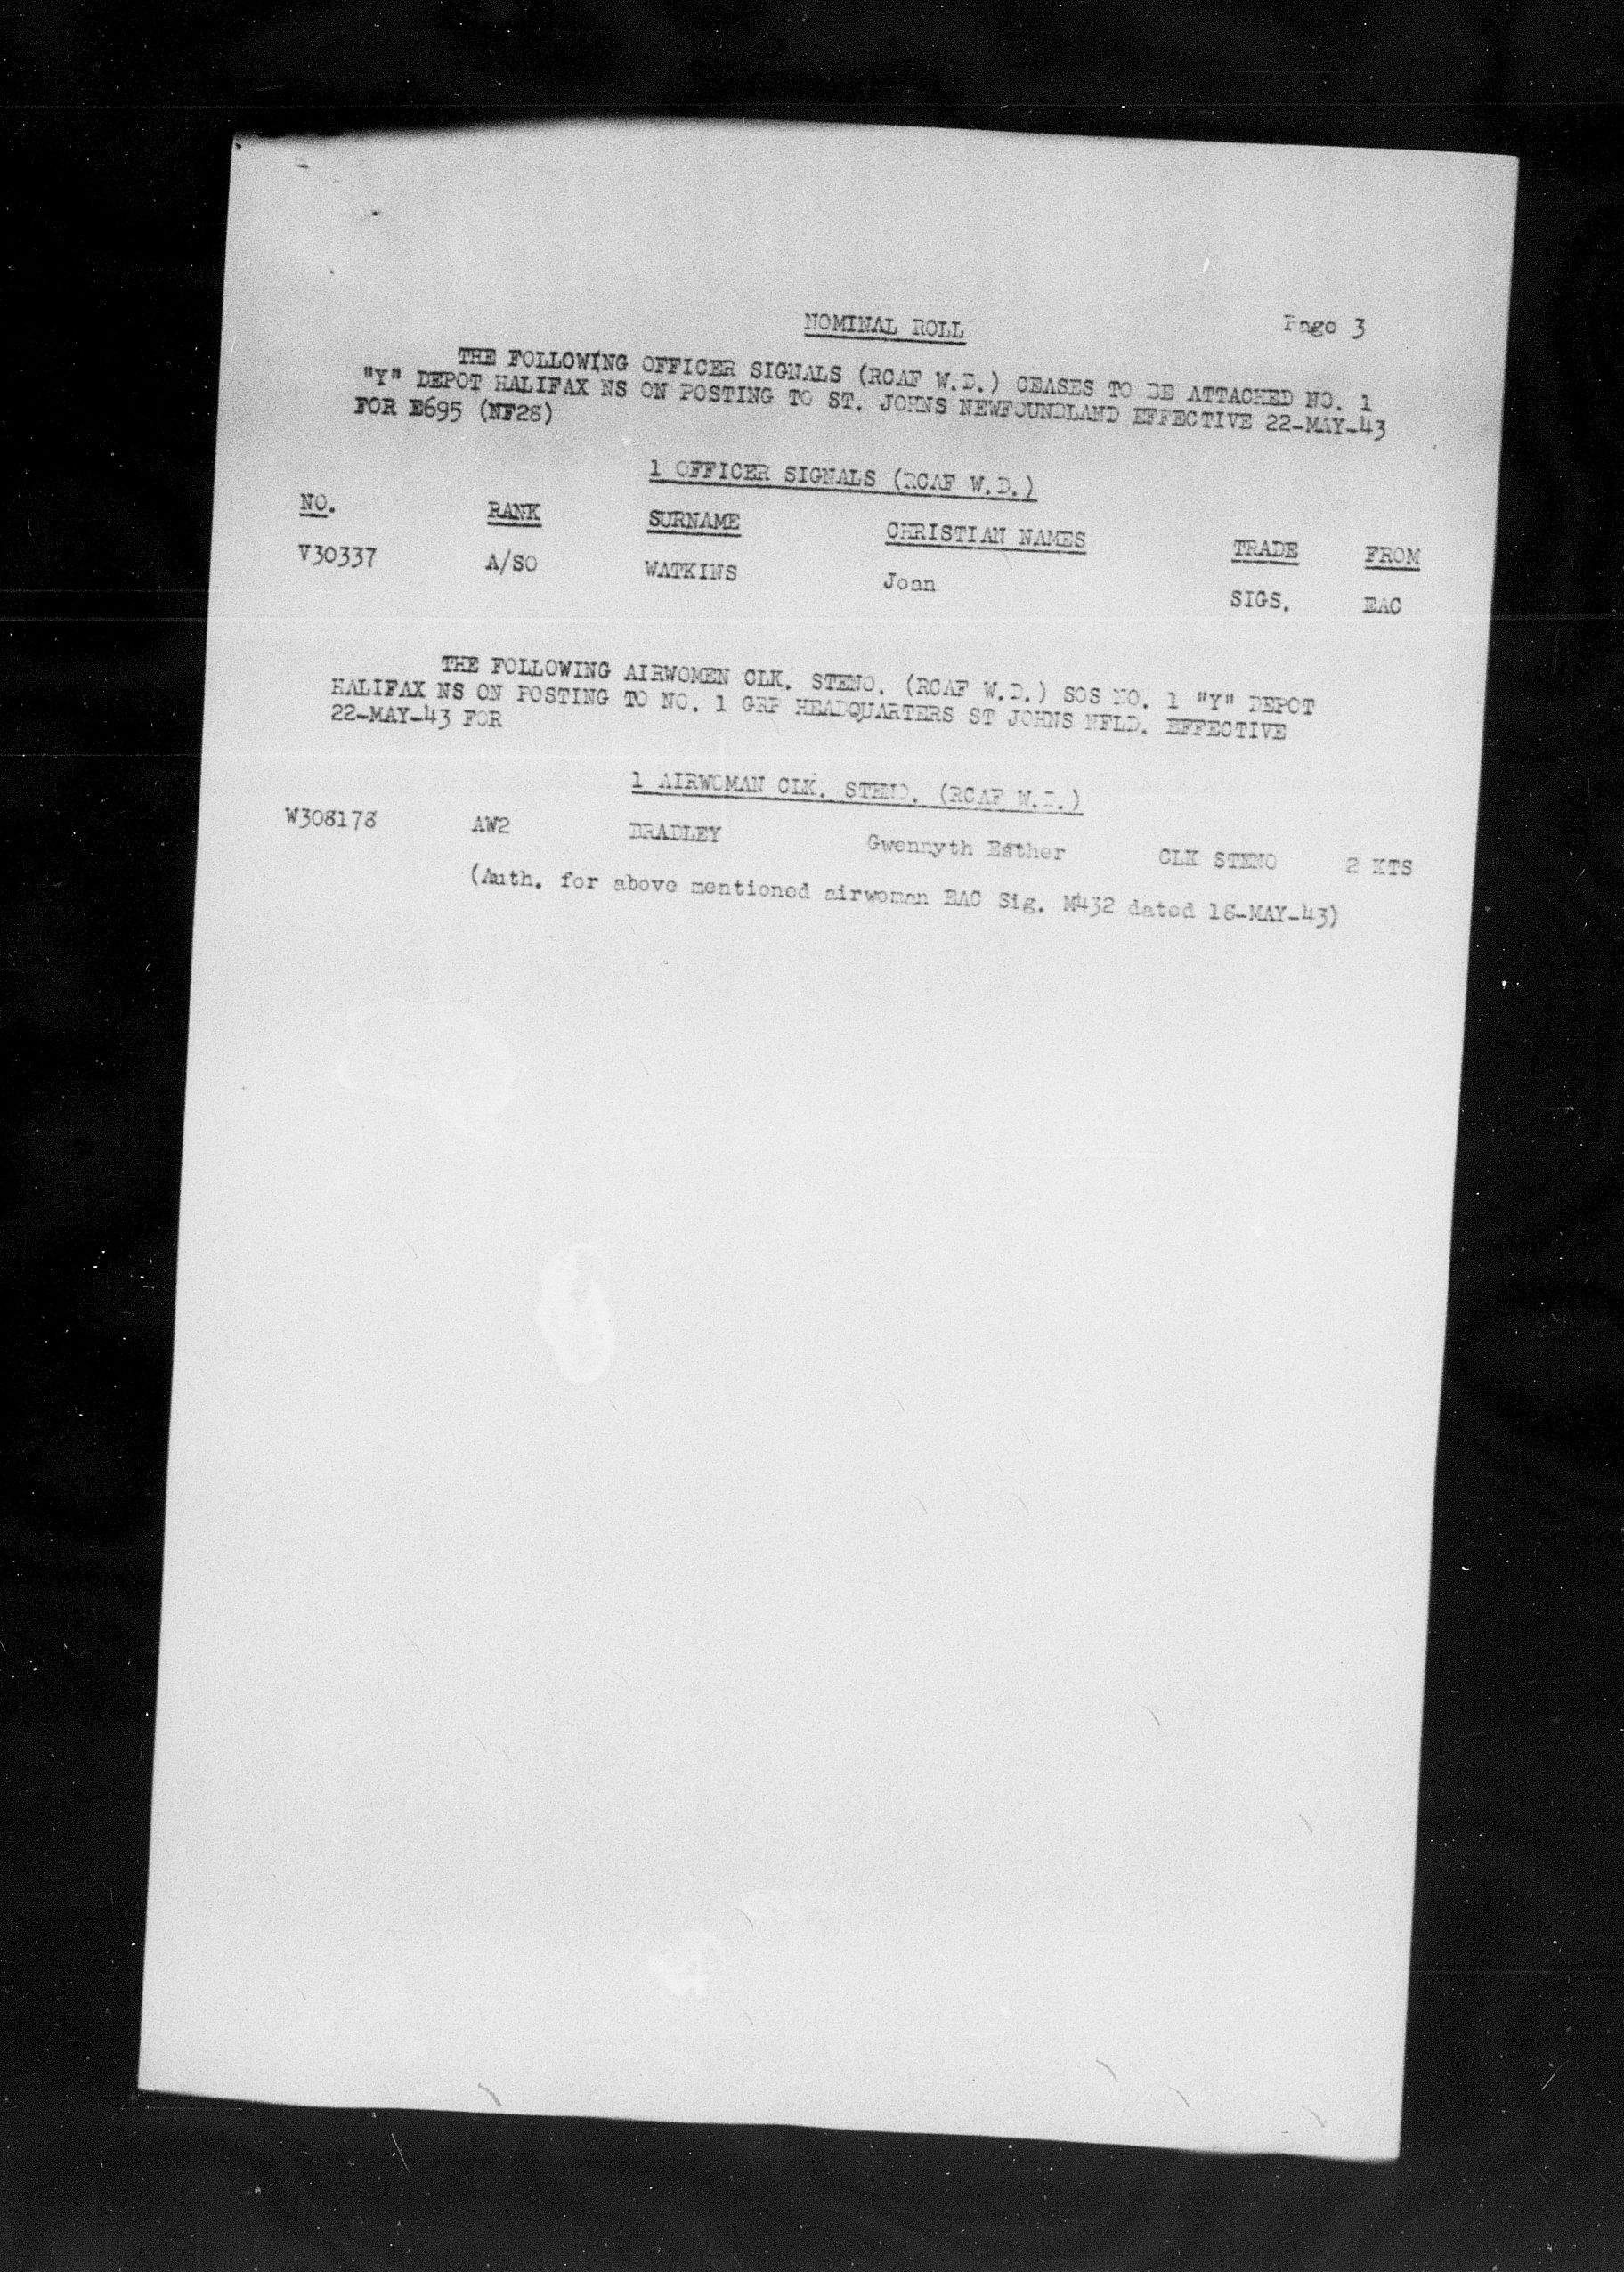 NOMINAL ROLL Page 3
THE FOLLOWING OFFICER SIGNALS (RCAF W.D.) CEASES TO BE ATTACHED NO. 1
"Y" DEPOT HALIFAX NS ON POSTING TO ST. JOHNS NEWFOUNDLAND EFFECTIVE 22-MAY-43
FOR E695 (NF28)
1 OFFICER SIGNALS (RCAF W.D.)
NO. RANK SURNAME CHRISTIAN NAMES TRADE FROM
V30337 A/SO WATKINS Joan SIGS. EAC
THE FOLLOWING AIRWOMEN CLK. STENO. (RCAF W.D.) SOS NO. 1 "Y" DEPOT
HALIFAX NS ON POSTING TO NO. 1 GRP HEADQUARTERS ST JOHNS NFLD. EFFECTIVE
22-MAY-43 FOR
1 AIRWOMAN CLK. STENO. (RCAF W.D.)
W308178 AW2 BRADLEY Gwennyth Esther CLK STENO 2 KTS
(Auth. for above mentioned airwoman EAC Sig. M432 dated 18-MAY-43)